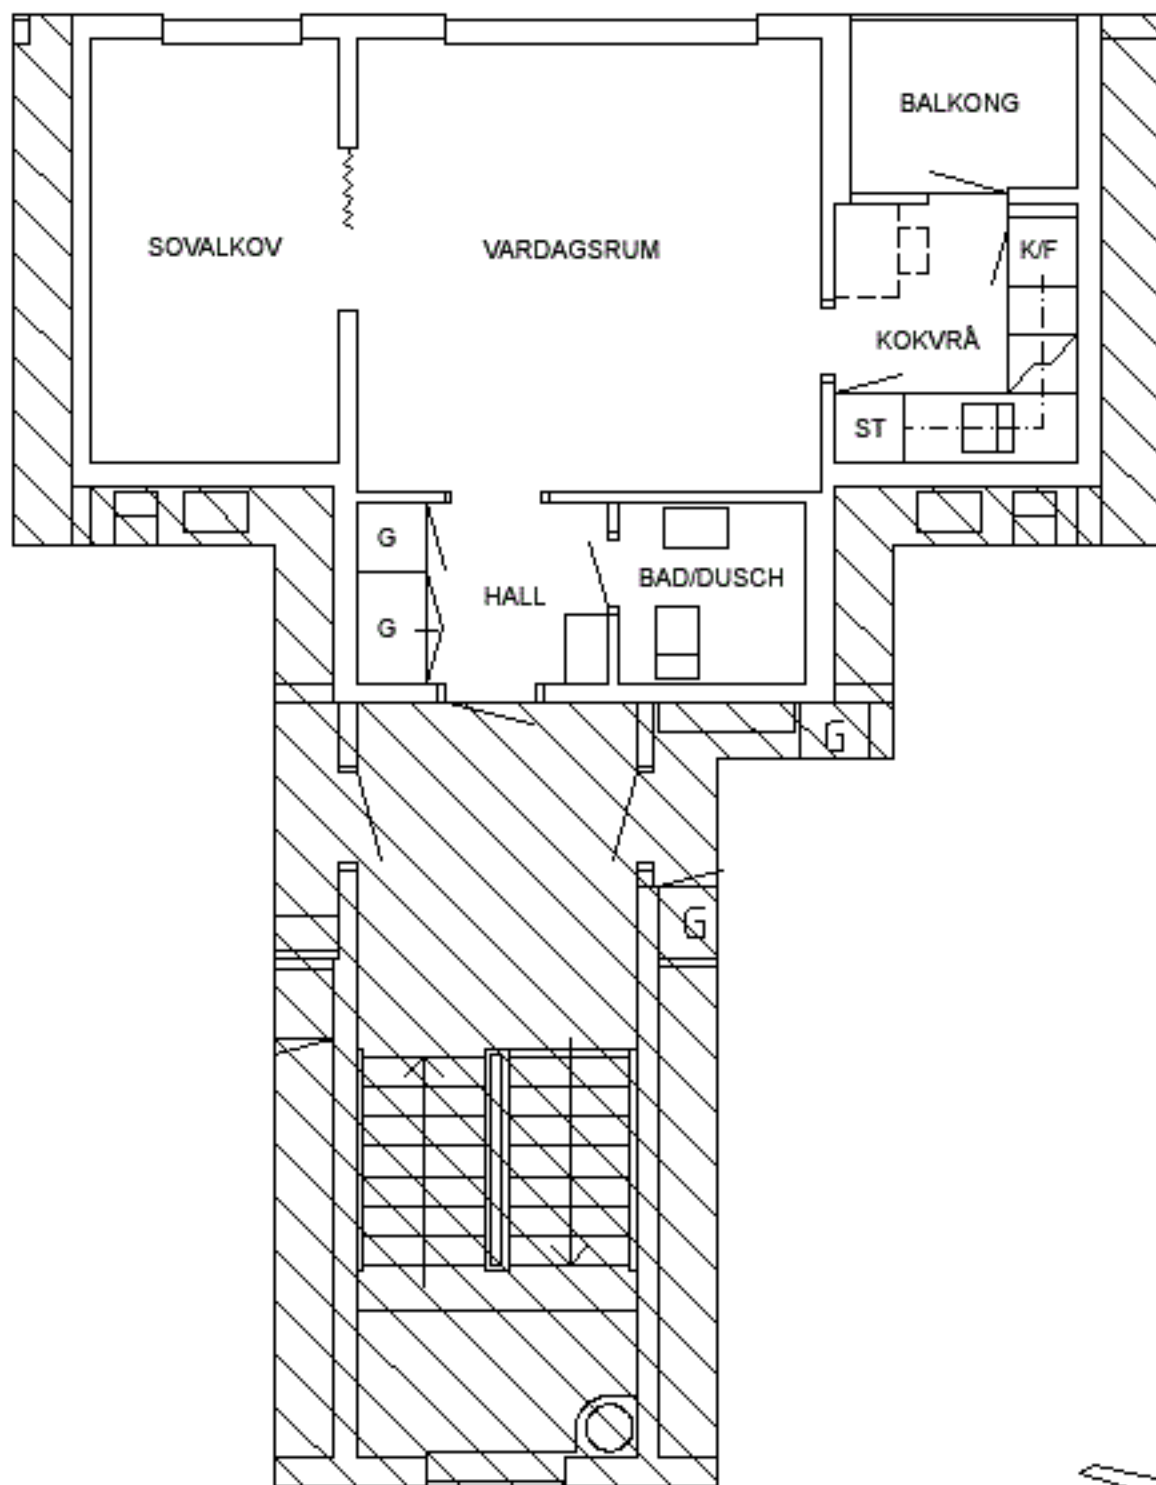 BALKONG
SOVALKOV
VARDAGSRUM
K/F
KOKVRÅ
ST
G
BAD/DUSCH
HALL
G
G
G